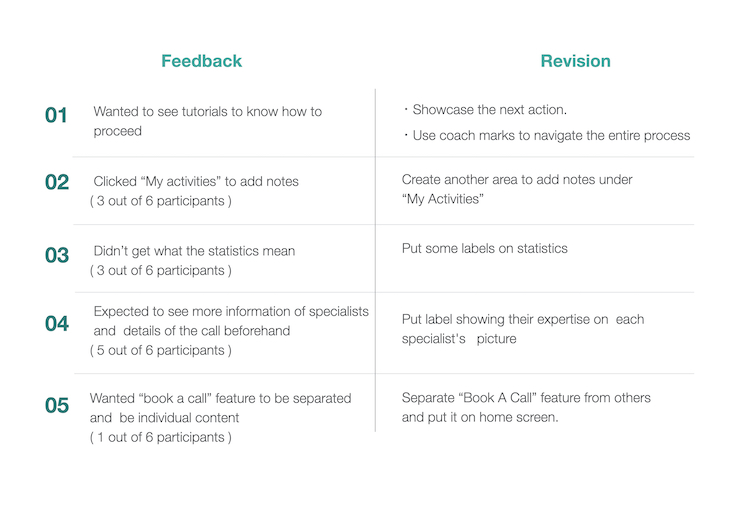 Feedback
Revision
01
Wanted to see tutorials to know how to
proceed
・Showcase the next action.
・Use coach marks to navigate the entire process
02
Clicked “My activities” to add notes
( 3 out of 6 participants )
Create another area to add notes under
“My Activities”
03
Didn’t get what the statistics mean
( 3 out of 6 participants )
Put some labels on statistics
04
Expected to see more information of specialists
and details of the call beforehand
( 5 out of 6 participants )
Put label showing their expertise on each
specialist's picture
05
Wanted “book a call” feature to be separated
and be individual content
( 1 out of 6 participants )
Separate “Book A Call” feature from others
and put it on home screen.